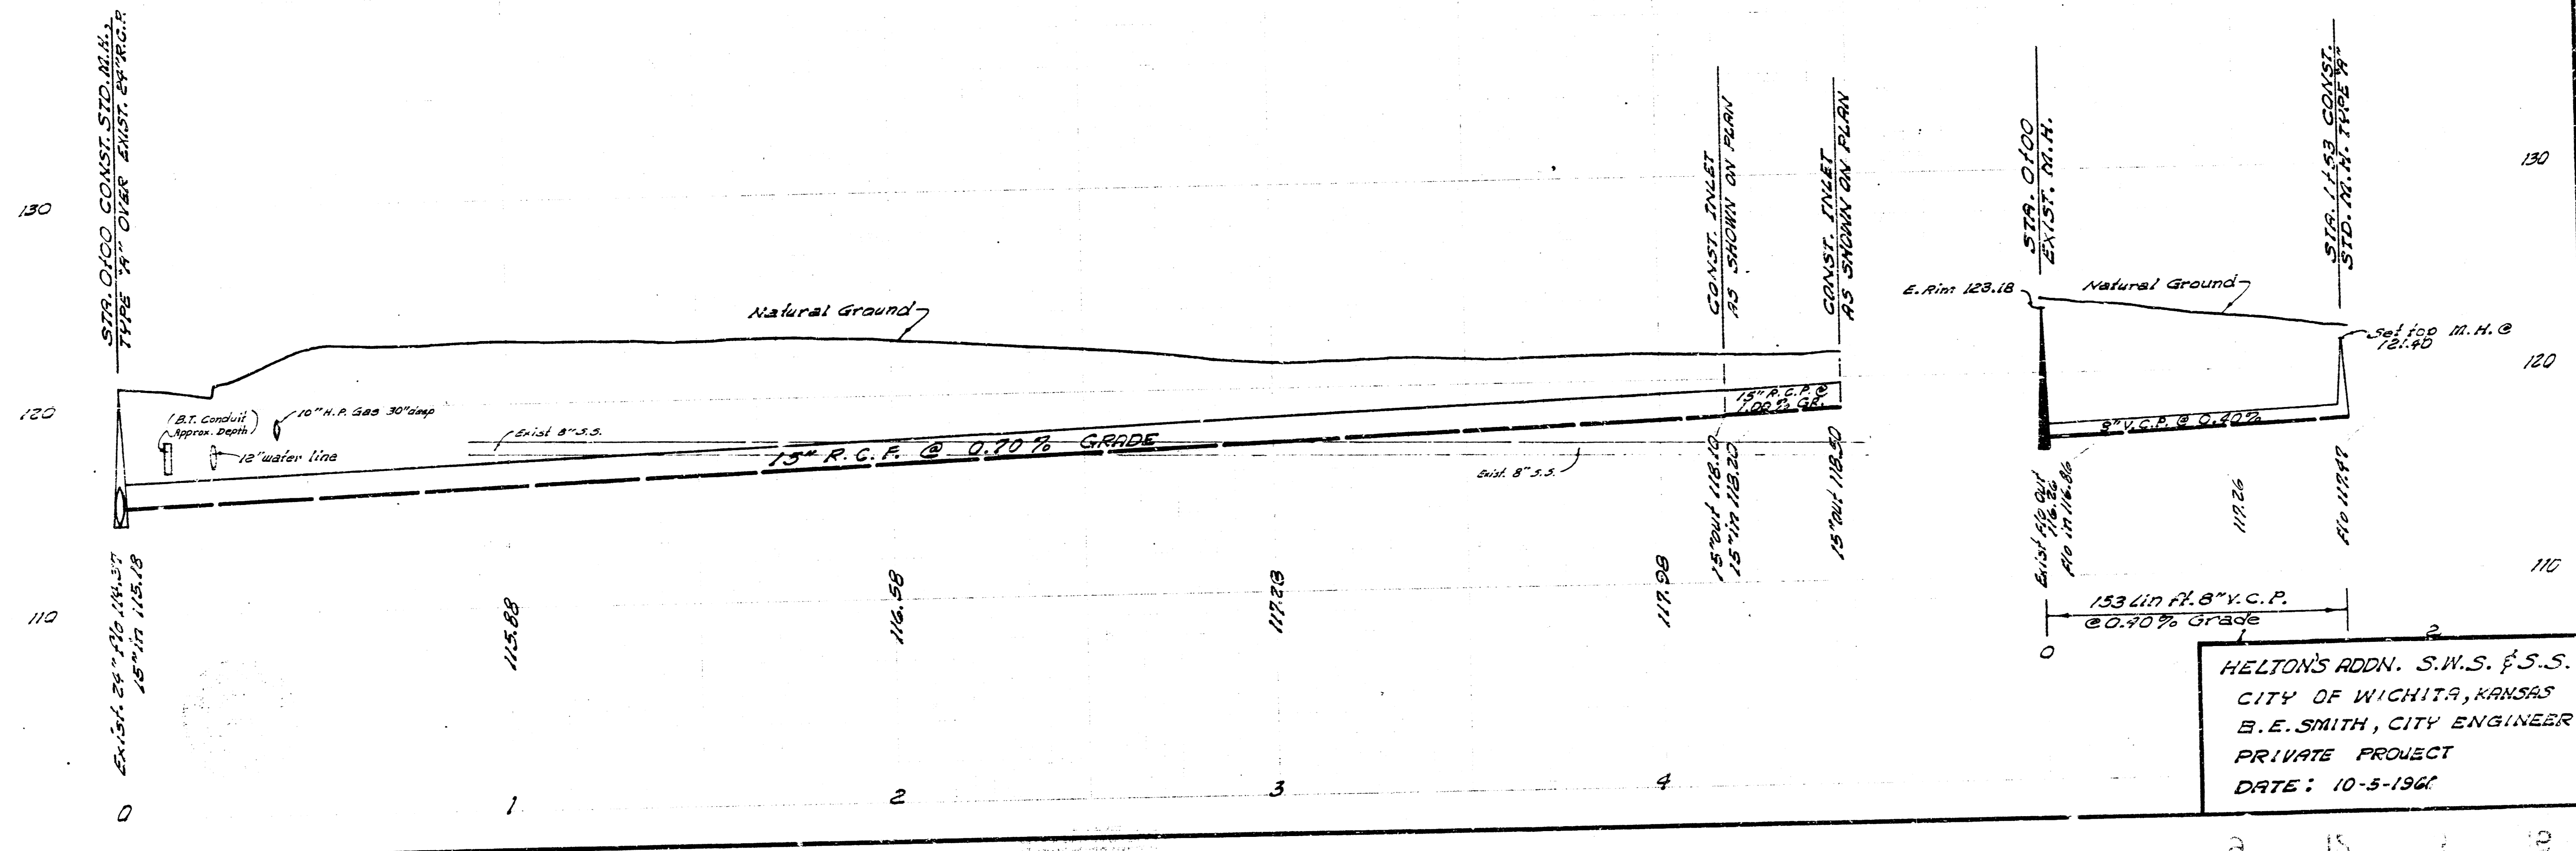 STA. 0+00 CONST. STD. M.H.,
TYPE "A" OVER EXIST. 24" R.C.P.
130
120
110
(B.T. Conduit
Approx. Depth)
10" H.P. Gas 30" deep
12" water line
Exist 8" S.S.
Natural Ground
15" R.C.P. @ 0.70% GRADE
Exist. 8" S.S.
CONST. INLET
AS SHOWN ON PLAN
CONST. INLET
AS SHOWN ON PLAN
15" R.C.P. @
1.00% GR.
Exist. 24" flo 114.37
15" in 115.18
115.88
116.58
117.28
117.98
15" out 118.10
15" in 118.20
15" out 118.50
0
1
2
3
4
STA. 0+00
EXIST. M.H.
STA. 1+53 CONST.
STD. M.H. TYPE "A"
130
120
110
E. Rim 123.18
Natural Ground
Set top M.H. @
121.40
8" V.C.P. @ 0.40%
Exist flo out
116.26
flo in 116.86
117.26
flo 117.47
153 Lin ft. 8" V.C.P.
@ 0.40% Grade
0
1
2
HELTON'S ADDN. S.W.S. & S.S.
CITY OF WICHITA, KANSAS
B.E. SMITH, CITY ENGINEER
PRIVATE PROJECT
DATE: 10-5-196